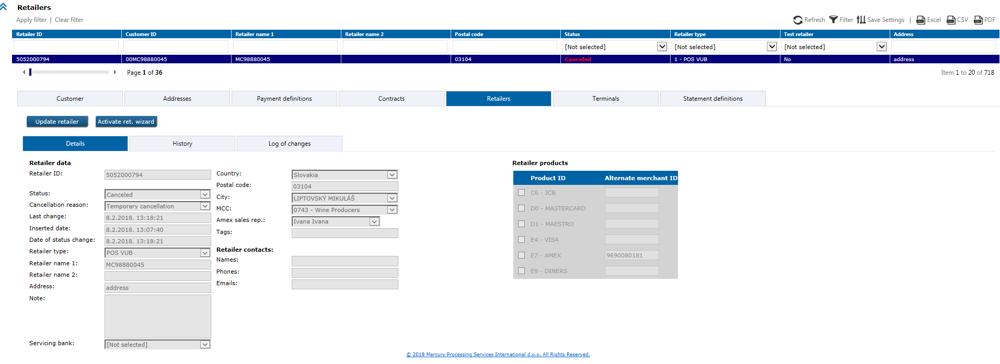 Retailers
Apply filter | Clear filter
Refresh Filter Save Settings | Excel CSV PDF
Retailer ID Customer ID Retailer name 1 Retailer name 2 Postal code Status Retailer type Test retailer Address
[Not selected] [Not selected] [Not selected]
5052000794 00MC98880045 MC98880045 03104 Canceled 1 - POS VUB No address
Page 1 of 36
Item 1 to 20 of 718
Customer Addresses Payment definitions Contracts Retailers Terminals Statement definitions
Update retailer Activate ret. wizard
Details History Log of changes
Retailer data
Retailer ID: 5052000794
Status: Canceled
Cancellation reason: Temporary cancellation
Last change: 8.2.2018. 13:18:21
Inserted date: 8.2.2018. 13:07:40
Date of status change: 8.2.2018. 13:18:21
Retailer type: POS VUB
Retailer name 1: MC98880045
Retailer name 2:
Address: address
Note:
Servicing bank: [Not selected]
Country: Slovakia
Postal code: 03104
City: LIPTOVSKÝ MIKULÁŠ
MCC: 0743 - Wine Producers
Amex sales rep.: Ivana Ivana
Tags:
Retailer contacts:
Names:
Phones:
Emails:
Retailer products
Product ID Alternate merchant ID
C6 - JCB
D0 - MASTERCARD
D1 - MAESTRO
E4 - VISA
E7 - AMEX 9690080181
E9 - DINERS
© 2018 Mercury Processing Services International d.o.o. All Rights Reserved.